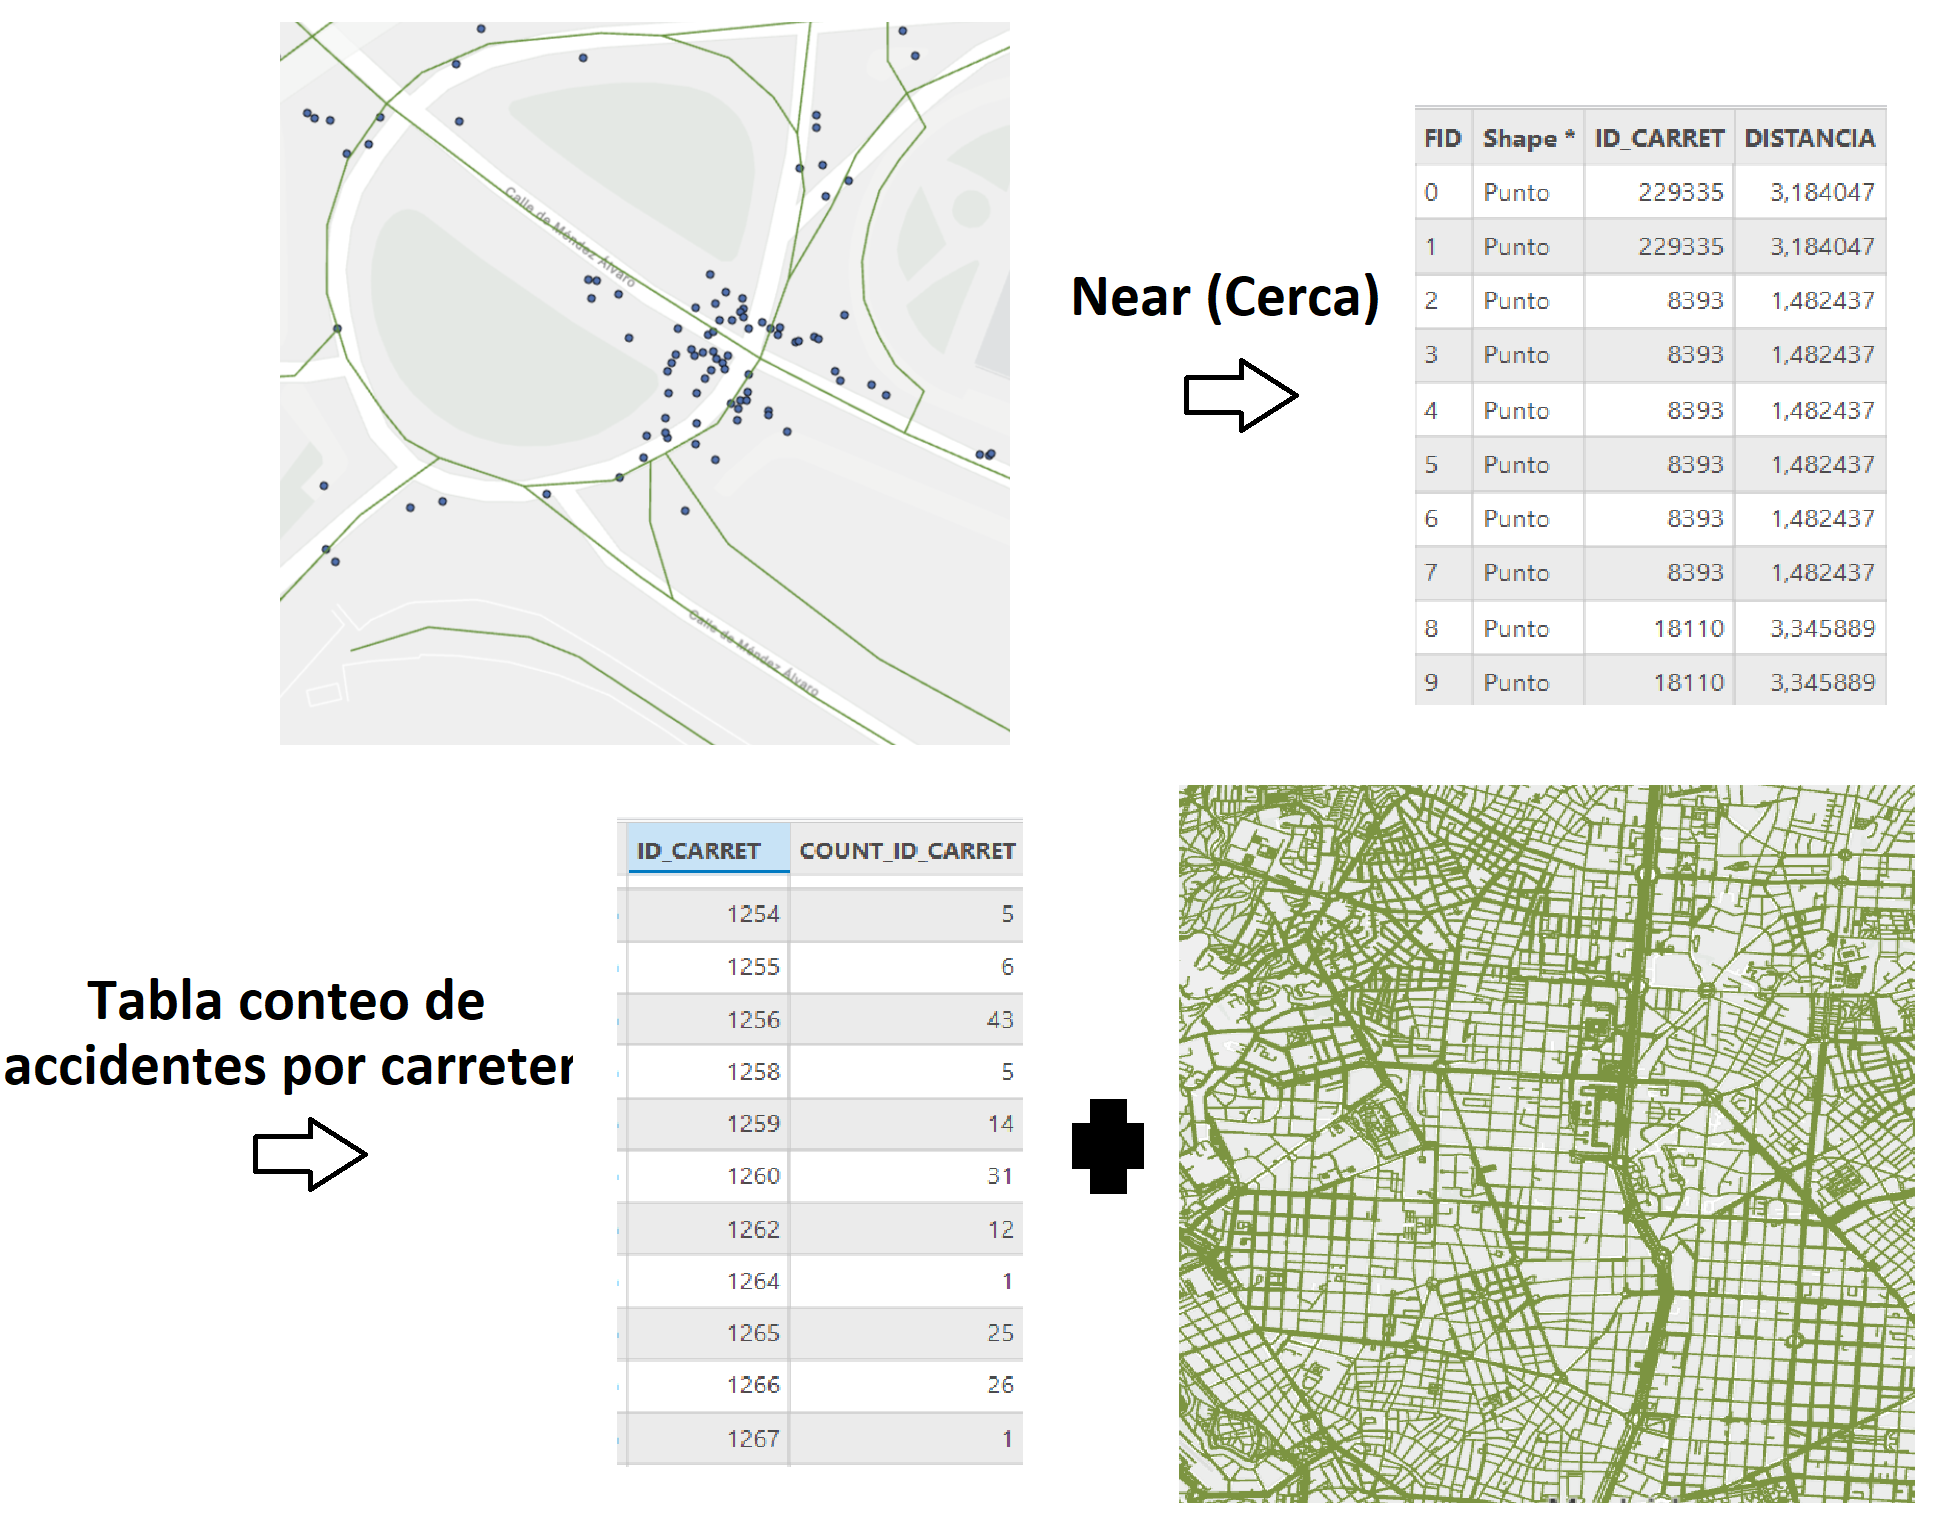 Calle de Méndez Álvaro
Calle de Méndez Álvaro
Near (Cerca)
FID Shape * ID_CARRET DISTANCIA
0 Punto 229335 3,184047
1 Punto 229335 3,184047
2 Punto 8393 1,482437
3 Punto 8393 1,482437
4 Punto 8393 1,482437
5 Punto 8393 1,482437
6 Punto 8393 1,482437
7 Punto 8393 1,482437
8 Punto 18110 3,345889
9 Punto 18110 3,345889
Tabla conteo de
accidentes por carreter
ID_CARRET COUNT_ID_CARRET
1254 5
1255 6
1256 43
1258 5
1259 14
1260 31
1262 12
1264 1
1265 25
1266 26
1267 1